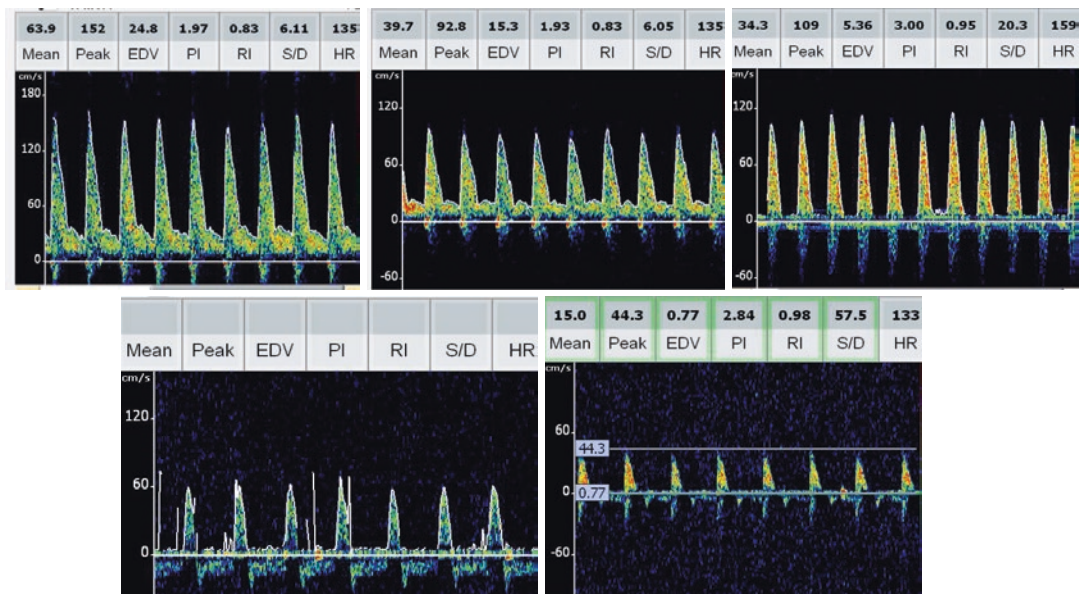 63.9 152 24.8 1.97 0.83 6.11 135
Mean Peak EDV PI RI S/D HR
cm/s
180
120
60
0
39.7 92.8 15.3 1.93 0.83 6.05 135
Mean Peak EDV PI RI S/D HR
cm/s
120
60
0
-60
34.3 109 5.36 3.00 0.95 20.3 159
Mean Peak EDV PI RI S/D HR
cm/s
120
60
0
-60
Mean Peak EDV PI RI S/D HR
cm/s
120
60
0
15.0 44.3 0.77 2.84 0.98 57.5 133
Mean Peak EDV PI RI S/D HR
cm/s
60
44.3
0.77
0
-60